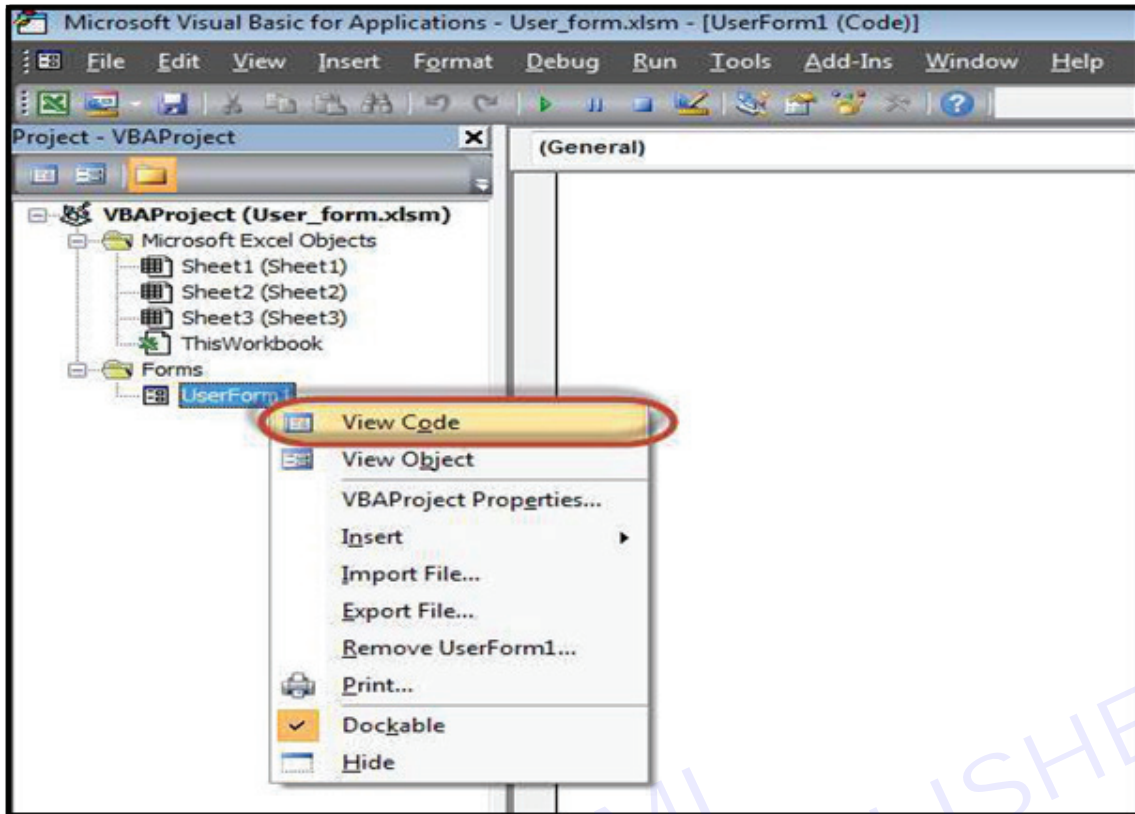 Microsoft Visual Basic for Applications - User_form.xlsm - [UserForm1 (Code)]
File Edit View Insert Format Debug Run Tools Add-Ins Window Help
Project - VBAProject
(General)
VBAProject (User_form.xlsm)
Microsoft Excel Objects
Sheet1 (Sheet1)
Sheet2 (Sheet2)
Sheet3 (Sheet3)
ThisWorkbook
Forms
UserForm1
View Code
View Object
VBAProject Properties...
Insert
Import File...
Export File...
Remove UserForm1...
Print...
Dockable
Hide